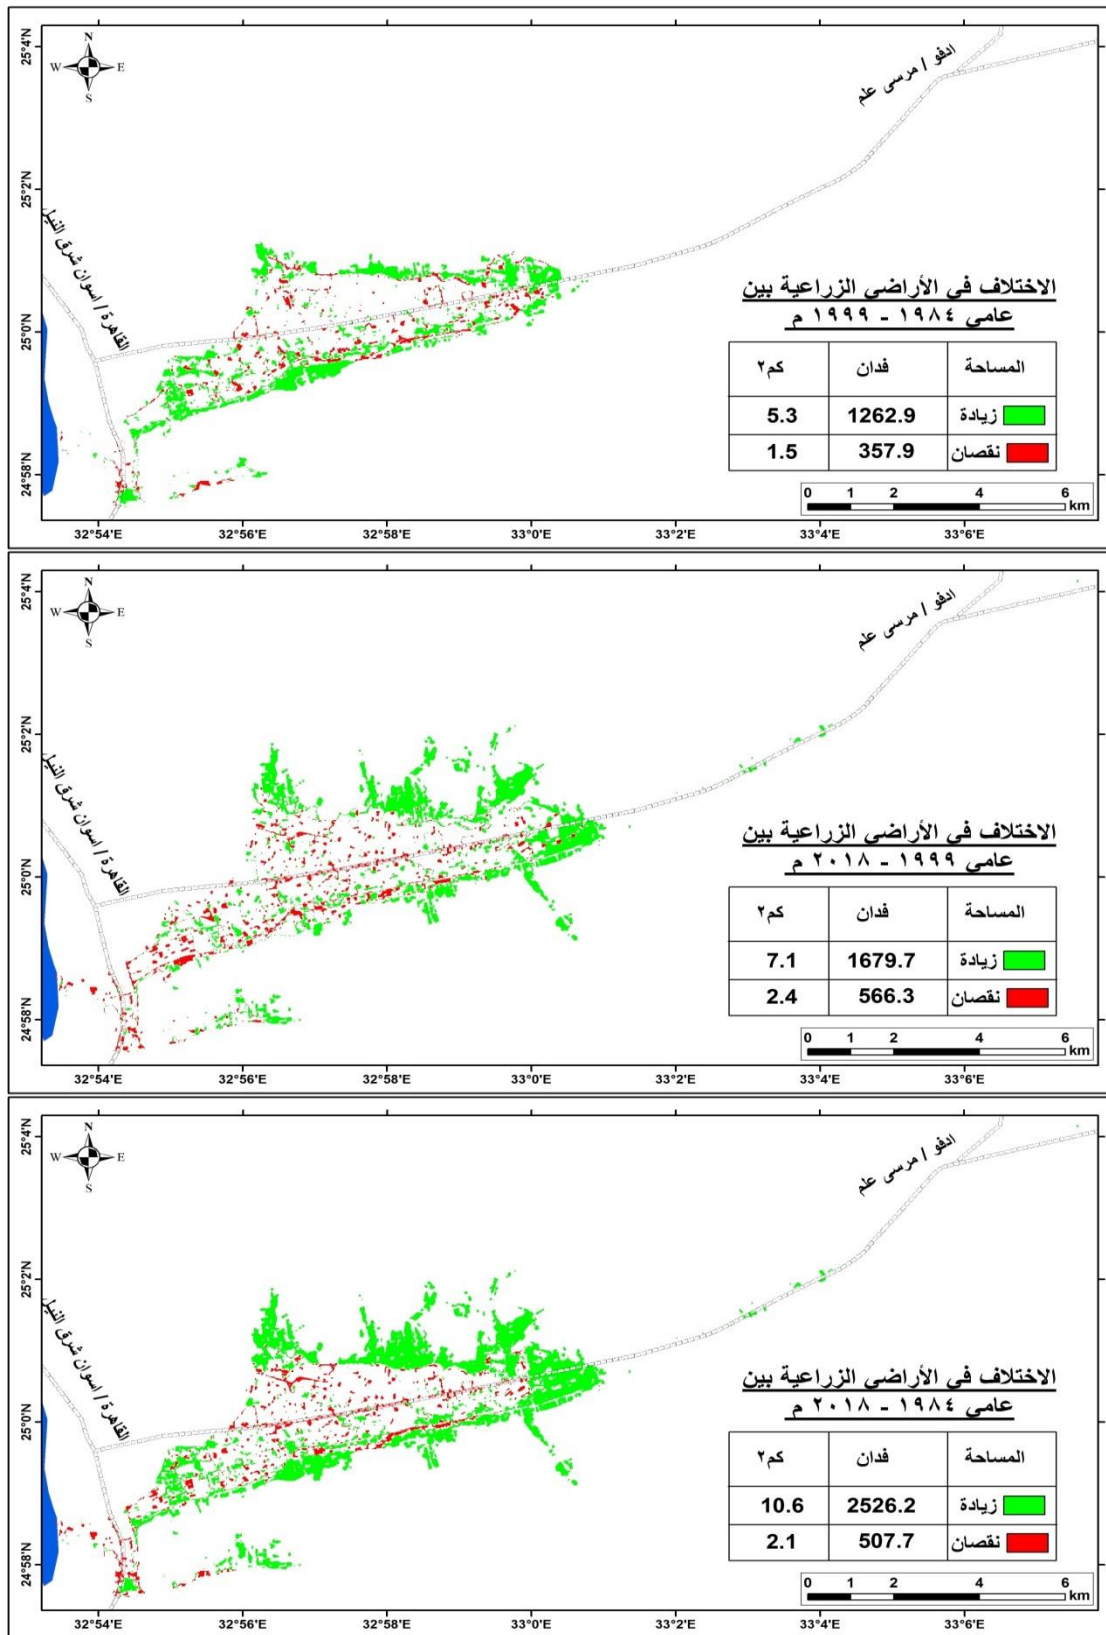 N
W E
S
ادفو / مرسى علم
القاهرة / اسوان شرق النيل
الاختلاف في الأراضي الزراعية بين
عامي ١٩٨٤ - ١٩٩٩ م
المساحة فدان كم٢
زيادة 1262.9 5.3
نقصان 357.9 1.5
0 1 2 4 6
km
25°4'N
25°2'N
25°0'N
24°58'N
32°54'E 32°56'E 32°58'E 33°0'E 33°2'E 33°4'E 33°6'E
N
W E
S
ادفو / مرسى علم
القاهرة / اسوان شرق النيل
الاختلاف في الأراضي الزراعية بين
عامي ١٩٩٩ - ٢٠١٨ م
المساحة فدان كم٢
زيادة 1679.7 7.1
نقصان 566.3 2.4
0 1 2 4 6
km
25°4'N
25°2'N
25°0'N
24°58'N
32°54'E 32°56'E 32°58'E 33°0'E 33°2'E 33°4'E 33°6'E
N
W E
S
ادفو / مرسى علم
القاهرة / اسوان شرق النيل
الاختلاف في الأراضي الزراعية بين
عامي ١٩٨٤ - ٢٠١٨ م
المساحة فدان كم٢
زيادة 2526.2 10.6
نقصان 507.7 2.1
0 1 2 4 6
km
25°4'N
25°2'N
25°0'N
24°58'N
32°54'E 32°56'E 32°58'E 33°0'E 33°2'E 33°4'E 33°6'E